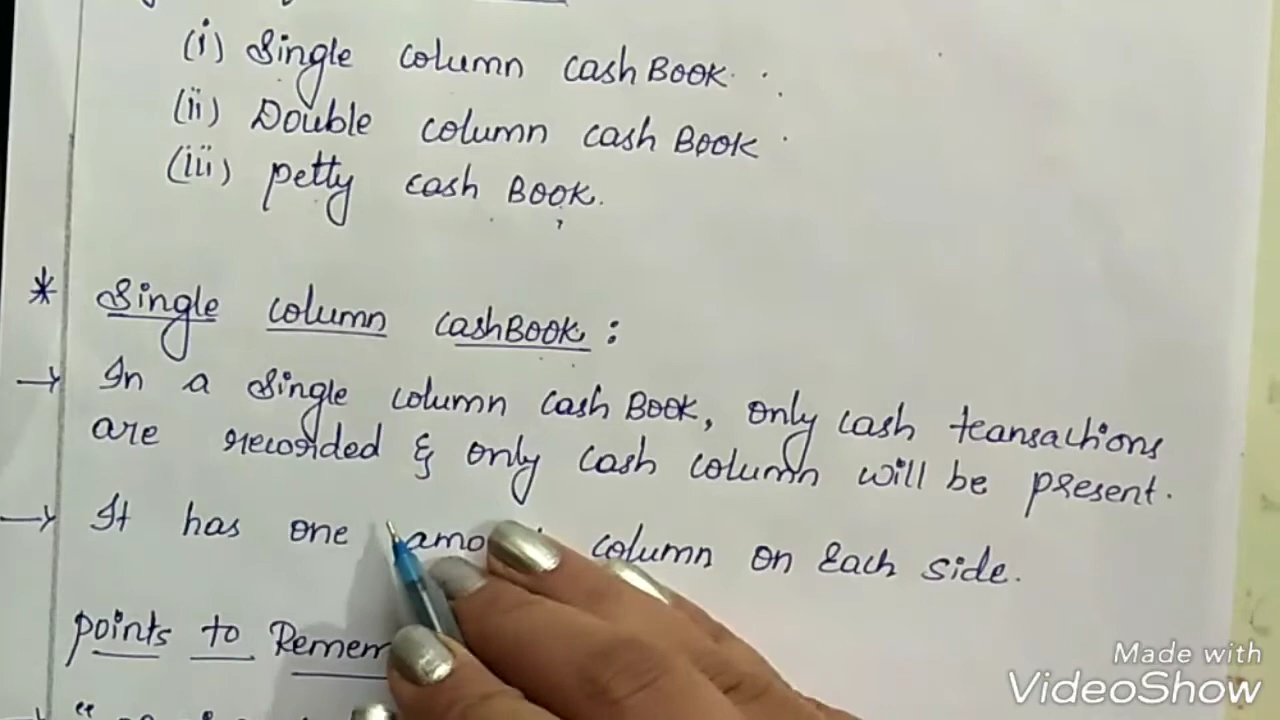 (i) Single column cash Book.
(ii) Double column cash Book
(iii) petty cash Book.
* Single column cashBook :
→ In a Single column cash Book, only cash transactions
are recorded & only cash column will be present.
→ It has one column on Each side.
points to
Made with
VideoShow